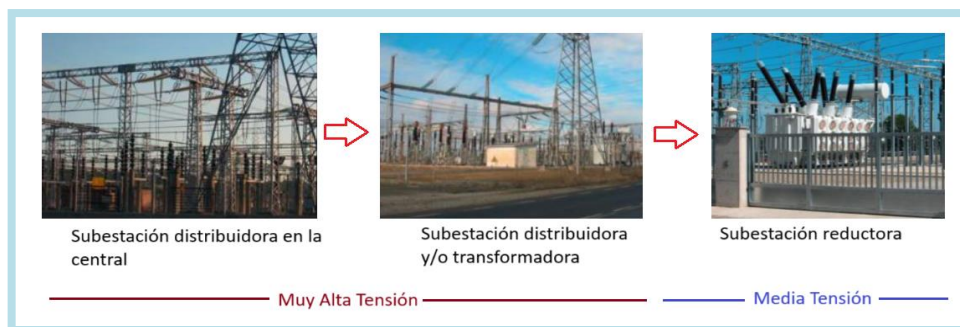 Subestación distribuidora en la
central
Subestación distribuidora
y/o transformadora
Subestación reductora
Muy Alta Tensión
Media Tensión